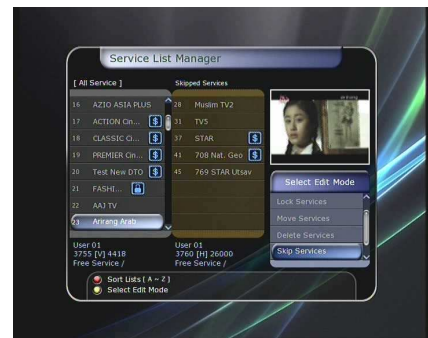 Service List Manager
[ All Service ]
Skipped Services
16 AZIO ASIA PLUS
17 ACTION Cin... $
18 CLASSIC Ci... $
19 PREMIER Cin... $
20 Test New DTO $
21 FASHI...
22 AAJ TV
23 Arirang Arab
28 Muslim TV2
31 TV5
37 STAR $
41 708 Nat. Geo $
45 769 STAR Utsav
arirang
Select Edit Mode
Lock Services
Move Services
Delete Services
Skip Services
User 01
3755 [V] 4418
Free Service /
User 01
3760 [H] 26000
Free Service /
Sort Lists [ A ~ Z ]
Select Edit Mode